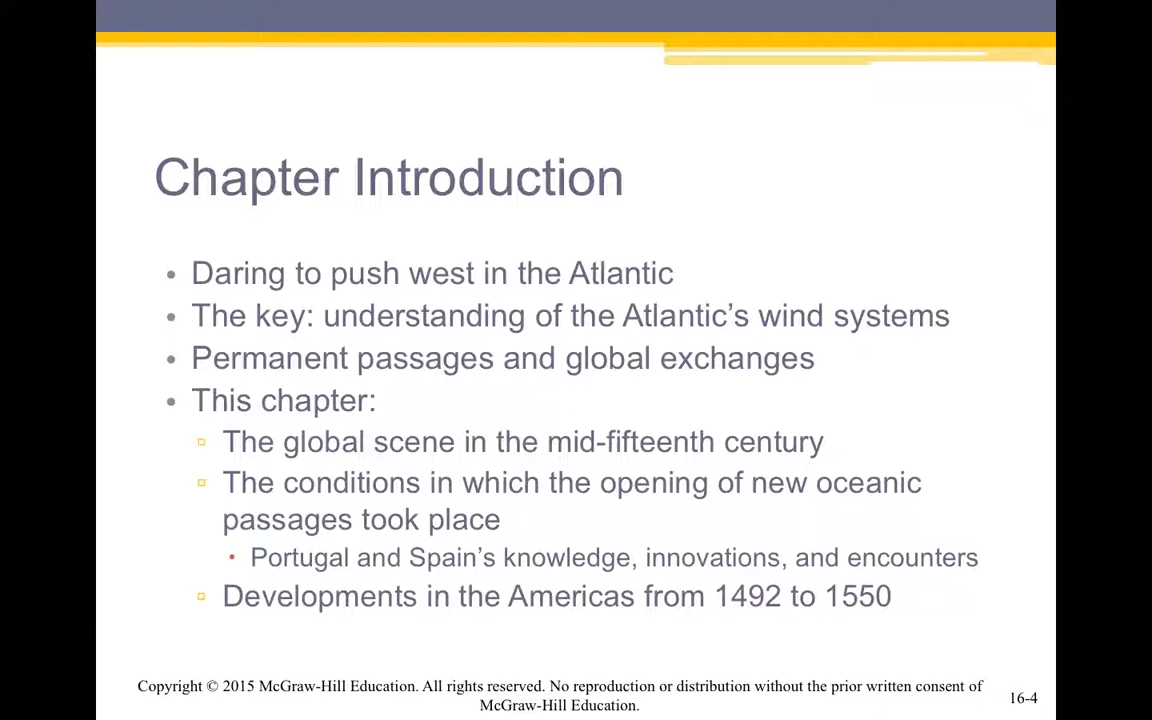 Chapter Introduction
• Daring to push west in the Atlantic
• The key: understanding of the Atlantic’s wind systems
• Permanent passages and global exchanges
• This chapter:
▫ The global scene in the mid-fifteenth century
▫ The conditions in which the opening of new oceanic
passages took place
• Portugal and Spain’s knowledge, innovations, and encounters
▫ Developments in the Americas from 1492 to 1550
Copyright © 2015 McGraw-Hill Education. All rights reserved. No reproduction or distribution without the prior written consent of
McGraw-Hill Education.
16-4